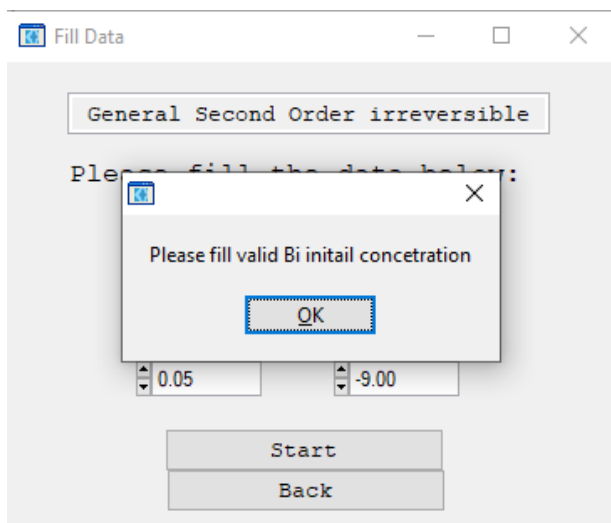 Fill Data
General Second Order irreversible
Please fill the data below:
Please fill valid Bi initail concetration
OK
0.05 -9.00
Start
Back